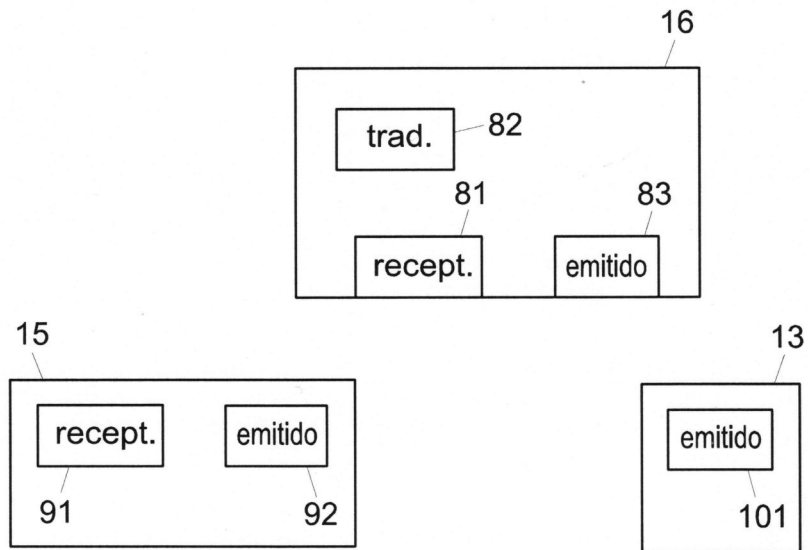 16
trad.
82
81
83
recept.
emitido
15
13
recept.
emitido
emitido
91
92
101